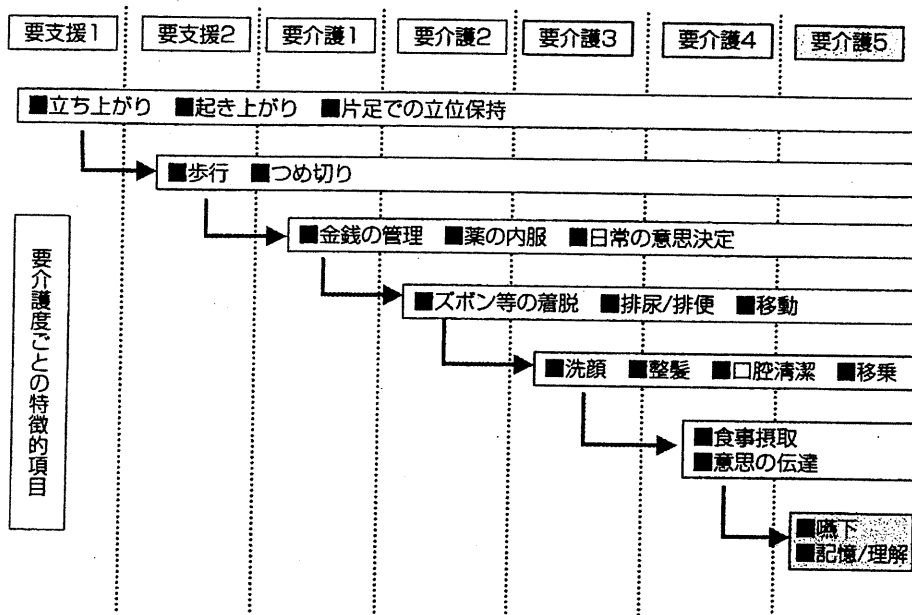 要支援1 要支援2 要介護1 要介護2 要介護3 要介護4 要介護5
■立ち上がり ■起き上がり ■片足での立位保持
■歩行 ■つめ切り
■金銭の管理 ■薬の内服 ■日常の意思決定
■ズボン等の着脱 ■排尿/排便 ■移動
■洗顔 ■整髪 ■口腔清潔 ■移乗
■食事摂取
■意思の伝達
■嚥下
■記憶/理解
要介護度ごとの特徴的項目